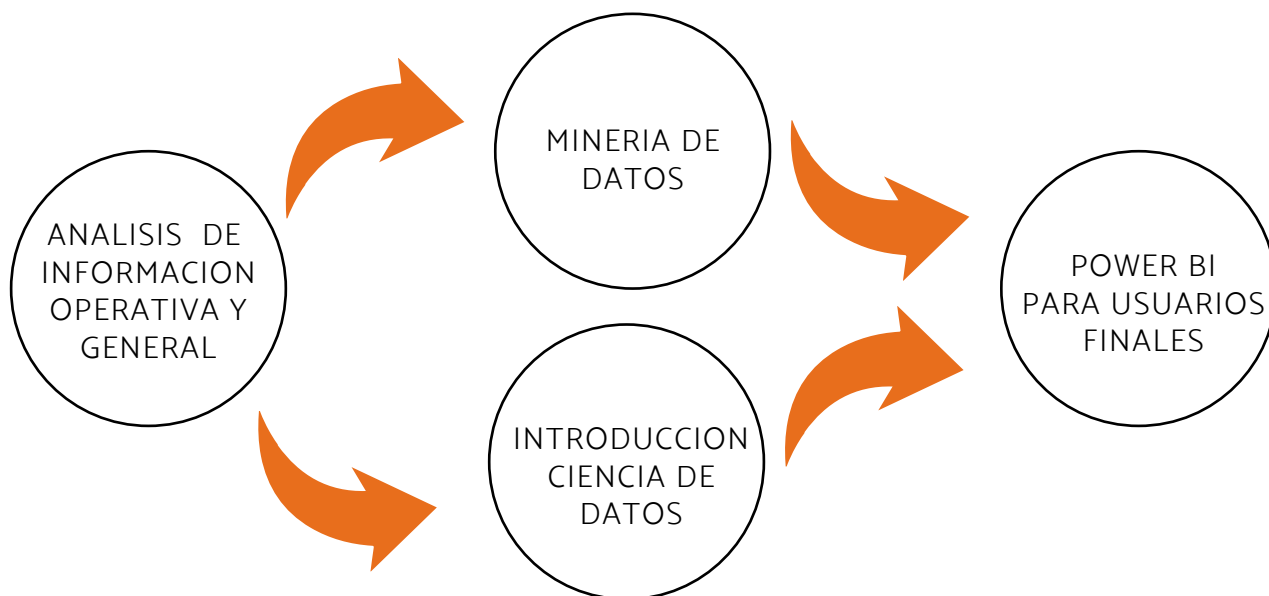 ANALISIS DE
INFORMACION
OPERATIVA Y
GENERAL
MINERIA DE
DATOS
INTRODUCCION
CIENCIA DE
DATOS
POWER BI
PARA USUARIOS
FINALES